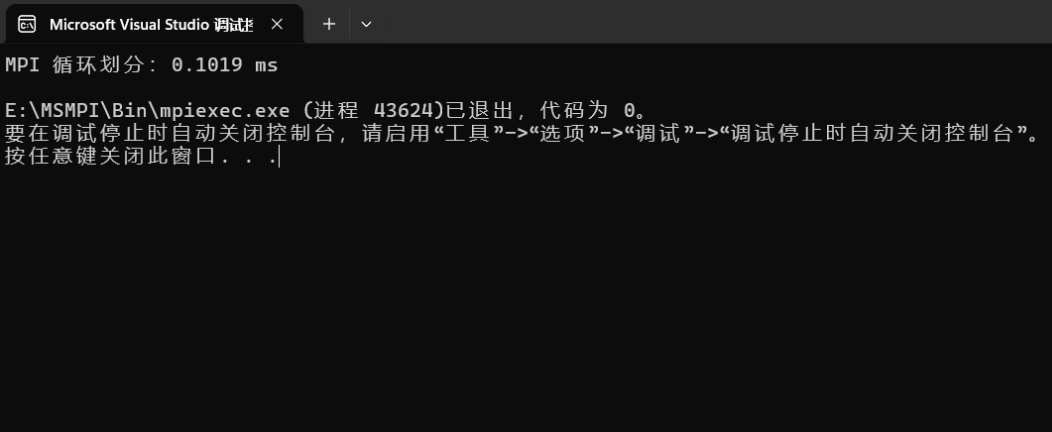 Microsoft Visual Studio 调试
MPI 循环划分: 0.1019 ms
E:\MSMPI\Bin\mpiexec.exe (进程 43624)已退出，代码为 0。
要在调试停止时自动关闭控制台，请启用“工具”->“选项”->“调试”->“调试停止时自动关闭控制台”。
按任意键关闭此窗口. . .